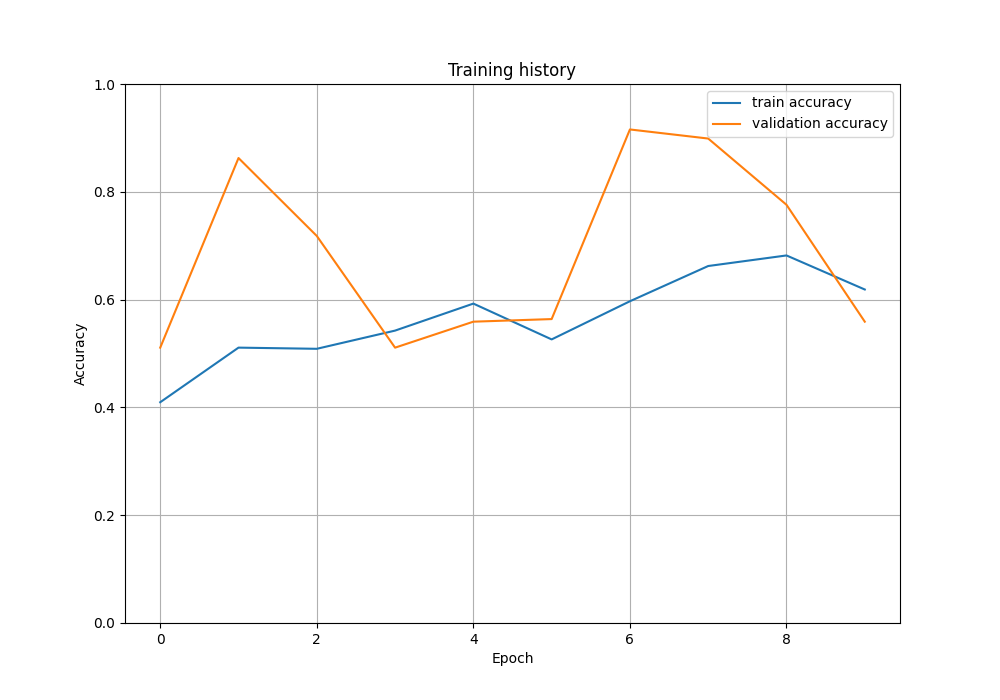 Training history
train accuracy
validation accuracy
1.0
0.8
0.6
0.4
0.2
0.0
Accuracy
0 2 4 6 8
Epoch